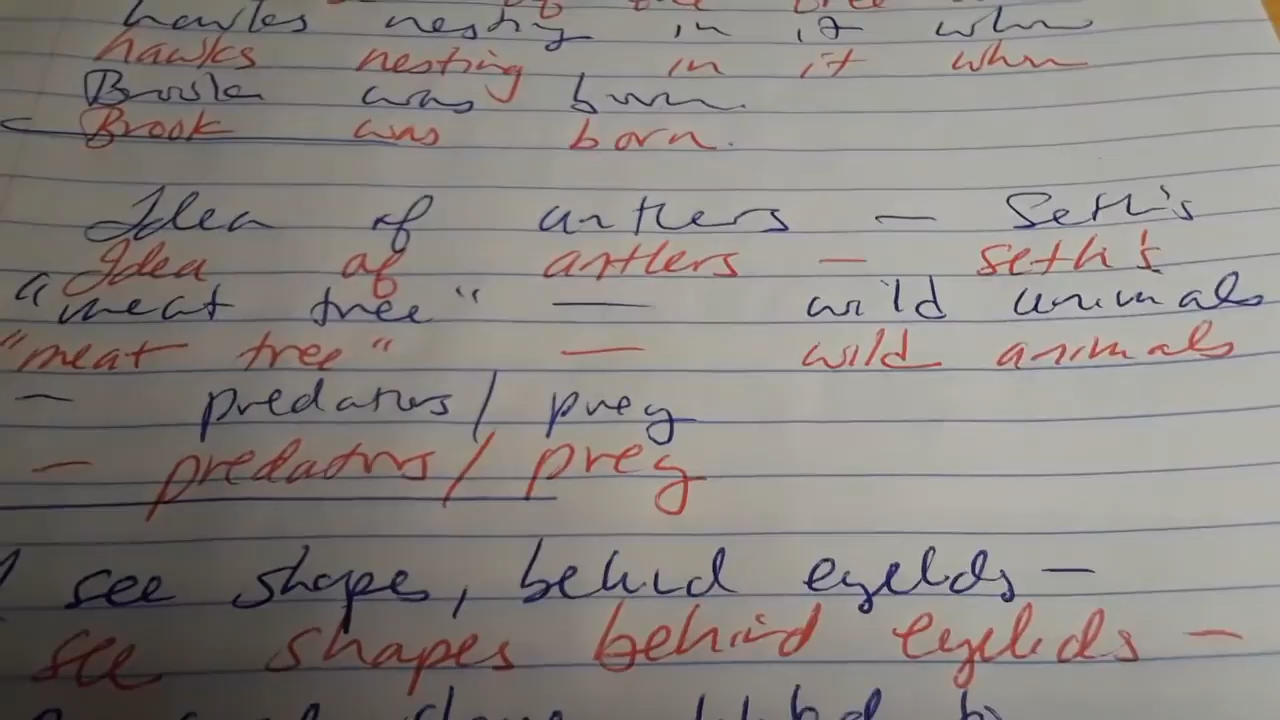 hawks nesting in it when
hawks nesting in it when
Brook was born.
Brook was born.
Idea of antlers — Seth's
Idea of antlers — Seth's
"meat tree" — wild animals
"meat tree" — wild animals
— predators / prey
— predators / prey
see shapes, behind eyelids —
see shapes behind eyelids —